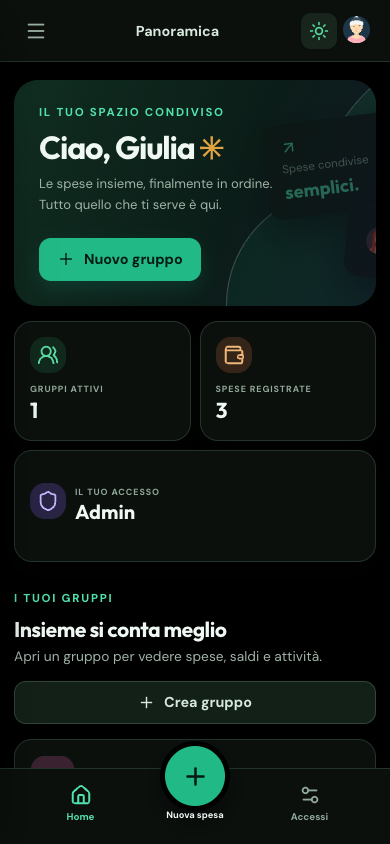 Panoramica
IL TUO SPAZIO CONDIVISO
Ciao, Giulia
Le spese insieme, finalmente in ordine.
Tutto quello che ti serve è qui.
Spese condivise
semplici.
Nuovo gruppo
GRUPPI ATTIVI
1
SPESE REGISTRATE
3
IL TUO ACCESSO
Admin
I TUOI GRUPPI
Insieme si conta meglio
Apri un gruppo per vedere spese, saldi e attività.
Crea gruppo
Home
Nuova spesa
Accessi